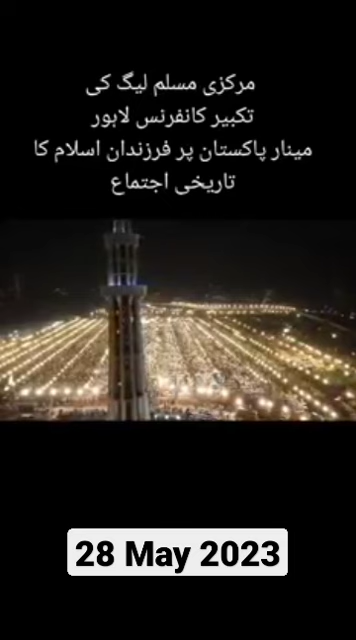 مرکزی مسلم لیگ کی
تکبیر کانفرنس لاہور
مینار پاکستان پر فرزندان اسلام کا
تاریخی اجتماع
28 May 2023